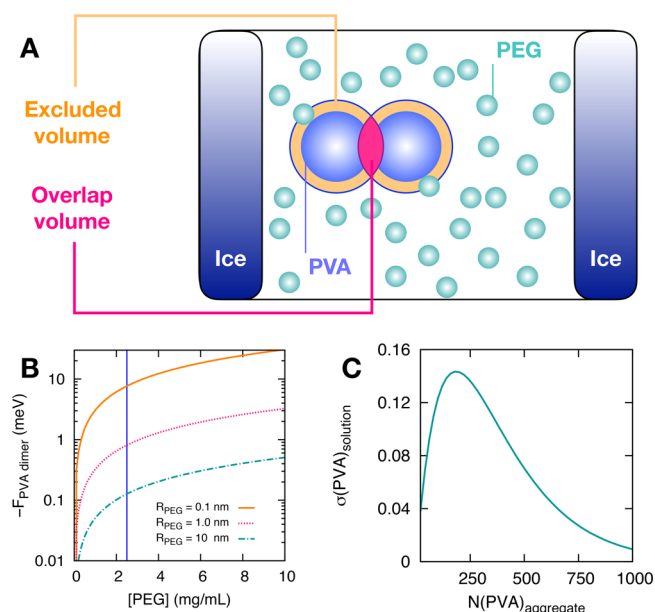 A
PEG
Excluded
volume
Overlap
volume
Ice
PVA
Ice
B
−F_PVA dimer (meV)
10
1
0.1
0.01
R_PEG = 0.1 nm
R_PEG = 1.0 nm
R_PEG = 10 nm
0 2 4 6 8 10
[PEG] (mg/mL)
C
σ(PVA)_solution
0.16
0.12
0.08
0.04
0
250 500 750 1000
N(PVA)_aggregate